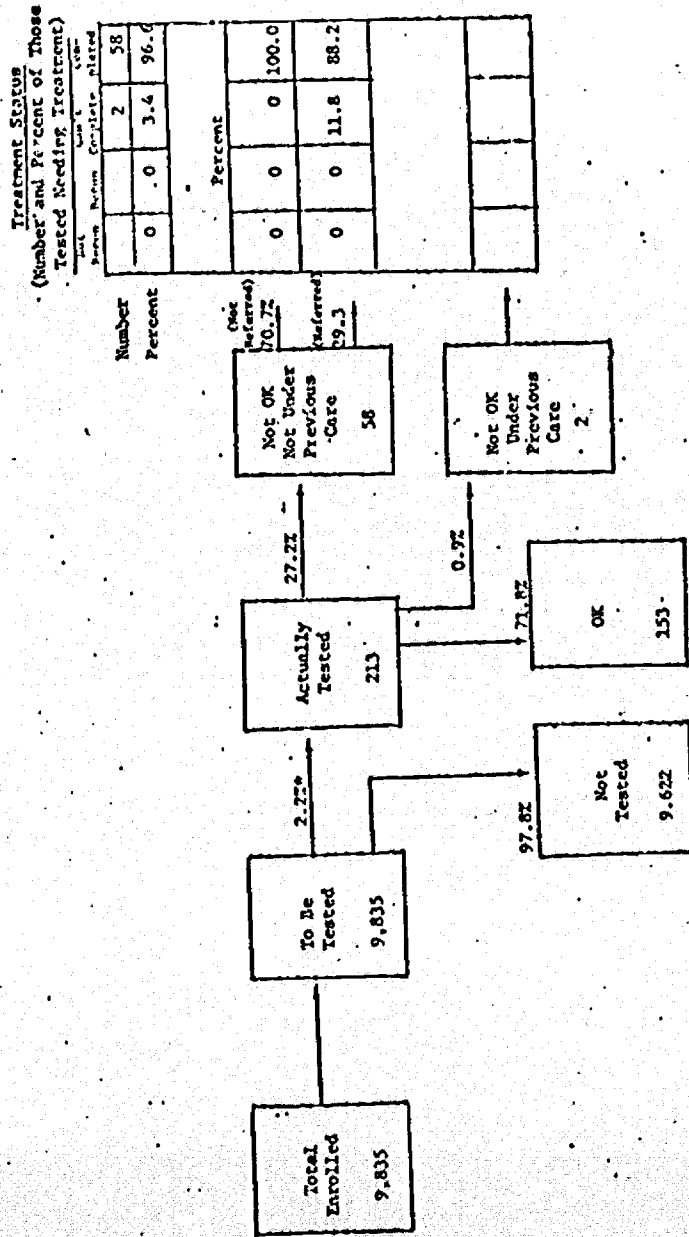 Treatment Status
(Number and Percent of Those
Tested Needing Treatment)
Number 2 58
Percent 0 .0 3.4 96.6
Percent
(Not
Referred)
70.7%
0 0 0 100.0
(Referred)
29.3
0 0 11.8 88.2
Total
Enrolled
9,835
To Be
Tested
9,835
2.2%*
97.8%
Not
Tested
9.622
Actually
Tested
213
27.2%
0.9%
71.8%
OK
153
Not OK
Not Under
Previous
Care
58
Not OK
Under
Previous
Care
2